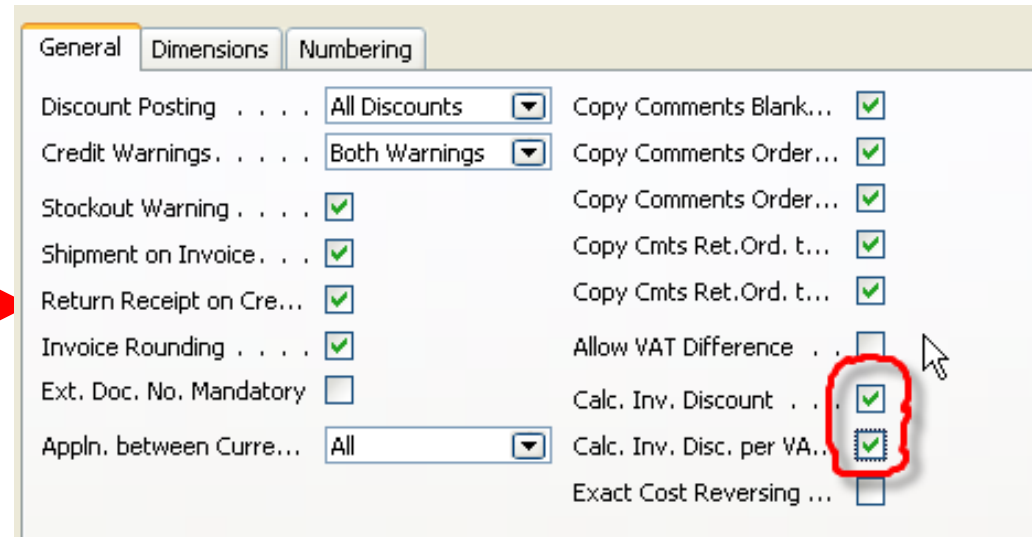 General Dimensions Numbering
Discount Posting . . . . All Discounts
Credit Warnings. . . . . Both Warnings
Stockout Warning . . . .
Shipment on Invoice. . .
Return Receipt on Cre...
Invoice Rounding . . . .
Ext. Doc. No. Mandatory
Appln. between Curre... All
Copy Comments Blank...
Copy Comments Order...
Copy Comments Order...
Copy Cmts Ret.Ord. t...
Copy Cmts Ret.Ord. t...
Allow VAT Difference . .
Calc. Inv. Discount . . .
Calc. Inv. Disc. per VA...
Exact Cost Reversing ...